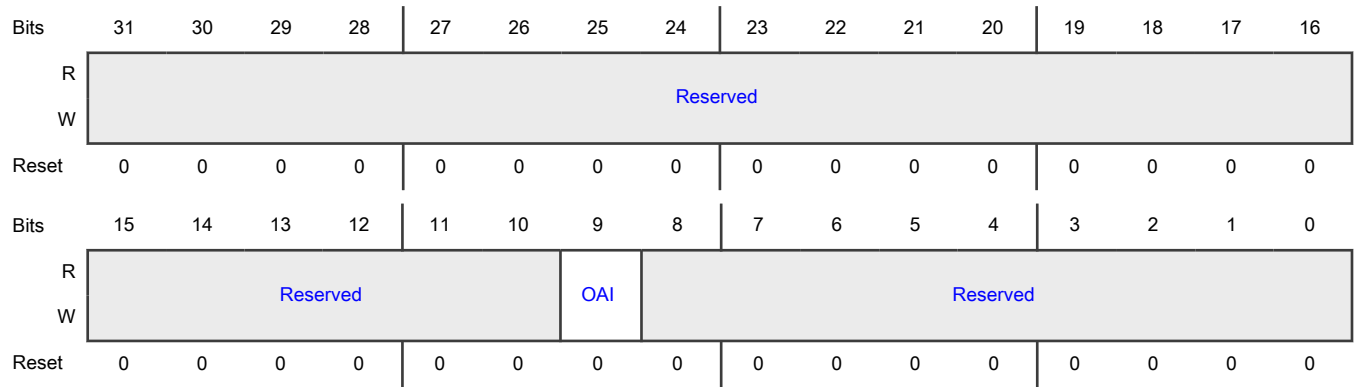 Bits 31 30 29 28 27 26 25 24 23 22 21 20 19 18 17 16
R
Reserved
W
Reset 0 0 0 0 0 0 0 0 0 0 0 0 0 0 0 0
Bits 15 14 13 12 11 10 9 8 7 6 5 4 3 2 1 0
R
Reserved OAI Reserved
W
Reset 0 0 0 0 0 0 0 0 0 0 0 0 0 0 0 0